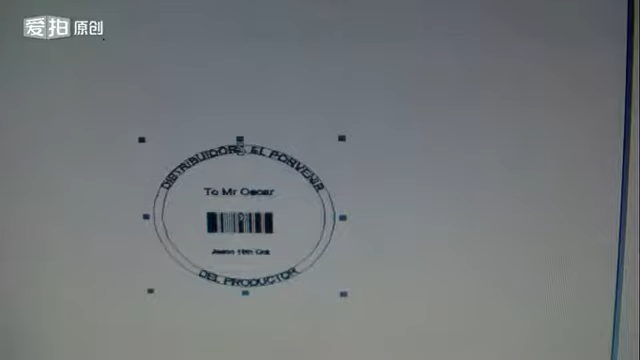 爱拍原创
DISTRIBUIDORA EL PORVENIR
To Mr Oscar
DEL PRODUCTOR